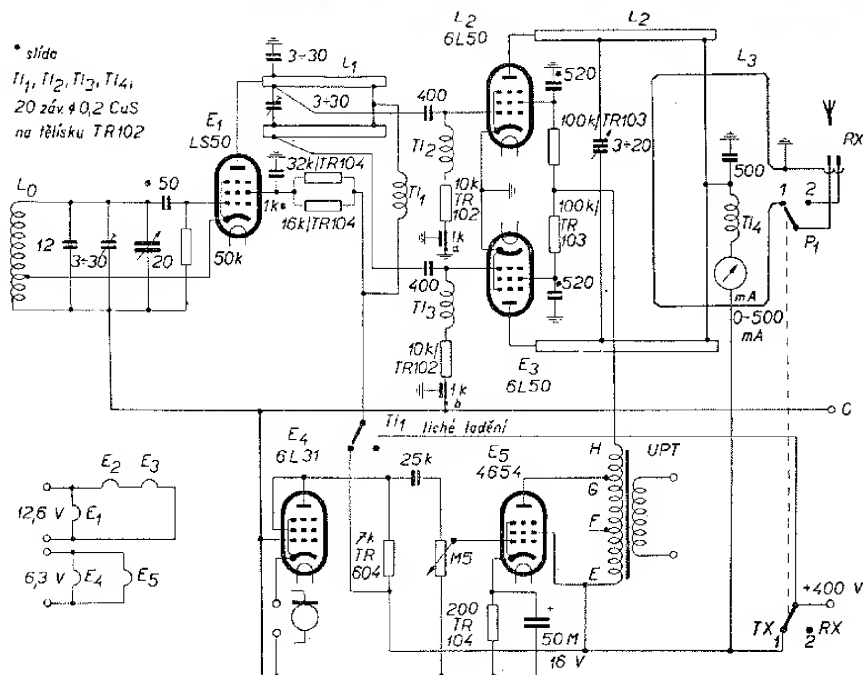 * slída
Tl₁, Tl₂, Tl₃, Tl₄,
20 záv. ϕ 0,2 CuS
na tělísku TR102
L₀
12
3÷30
20
50
50k
E₁
LS50
3÷30
L₁
3÷30
32k/TR104
1k*
16k/TR104
Tl₁
400
400
L₂
6L50
Tl₂
10k
TR
102
1k
a
Tl₃
10k/
TR102
1k
b
E₃
6L50
520
100k/TR103
100k/
TR
103
520
L₂
3÷20
L₃
500
Tl₄
mA
0-500
mA
1
2
P₁
RX
C
Tl₁
liché ladění
E₂
E₃
12,6 V
E₁
6,3 V
E₄
E₅
E₄
6L31
25k
7k
TR
604
M5
E₅
4654
200
TR
104
+
50M
16 V
H
G
F
E
UPT
+400 V
TX
1
2
RX